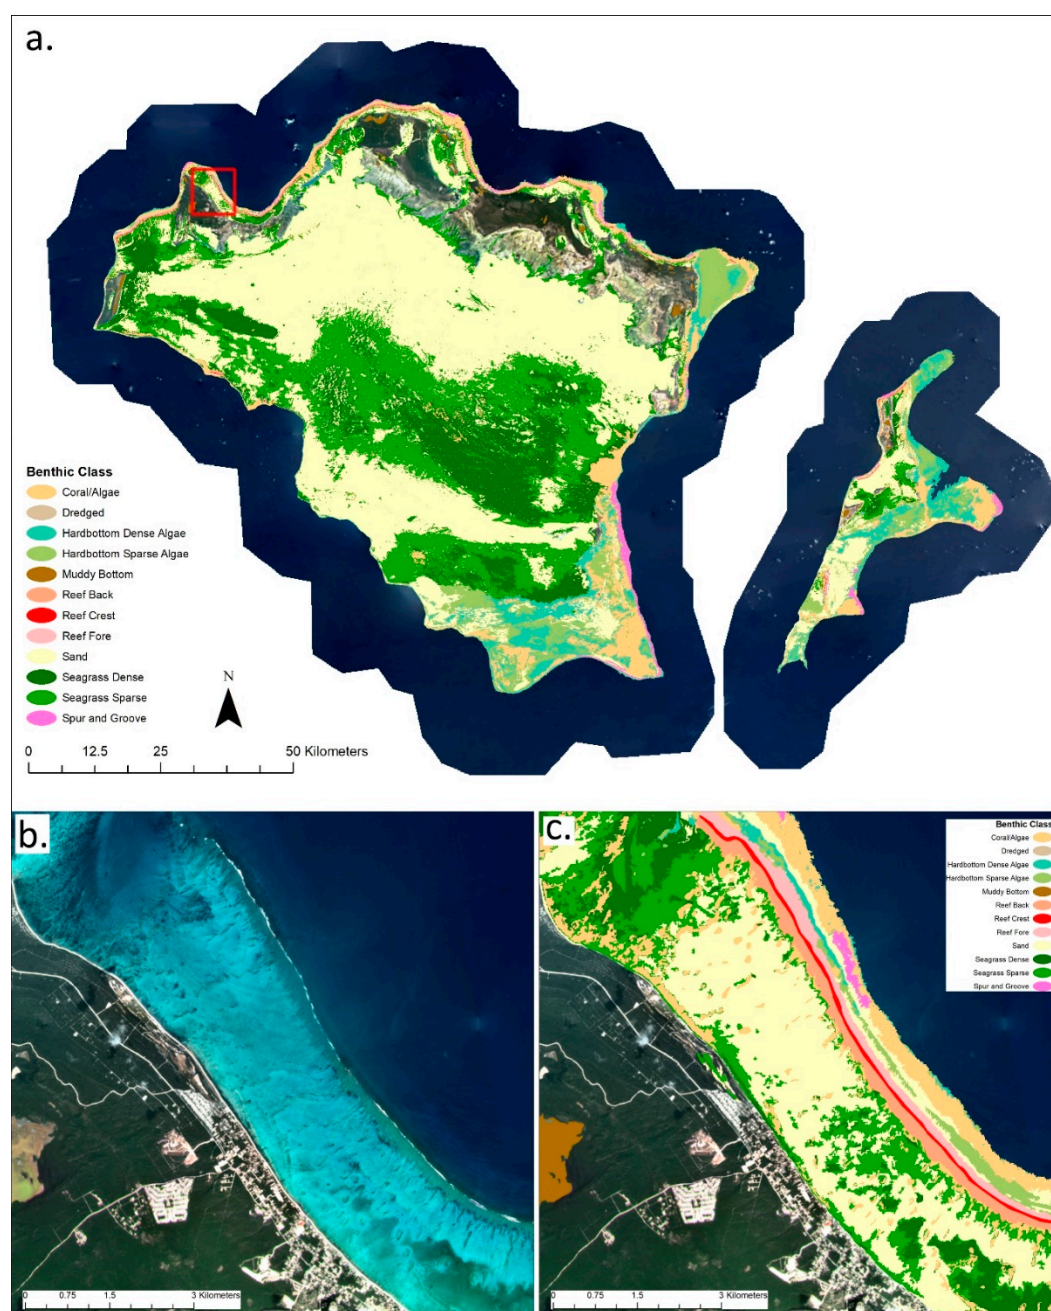 a.
Benthic Class
Coral/Algae
Dredged
Hardbottom Dense Algae
Hardbottom Sparse Algae
Muddy Bottom
Reef Back
Reef Crest
Reef Fore
Sand
Seagrass Dense
Seagrass Sparse
Spur and Groove
N
0 12.5 25 50 Kilometers
b.
0 0.75 1.5 3 Kilometers
c.
Benthic Class
Coral/Algae
Dredged
Hardbottom Dense Algae
Hardbottom Sparse Algae
Muddy Bottom
Reef Back
Reef Crest
Reef Fore
Sand
Seagrass Dense
Seagrass Sparse
Spur and Groove
0 0.75 1.5 3 Kilometers